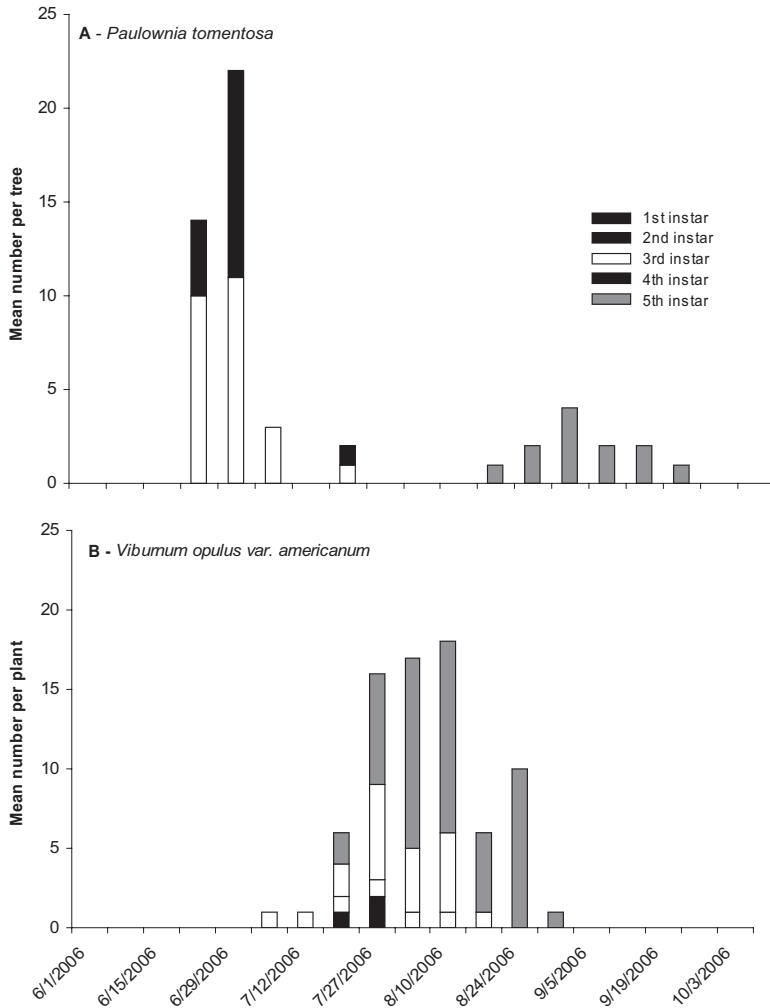 25
A - Paulownia tomentosa
20
15
10
5
0
Mean number per tree
1st instar
2nd instar
3rd instar
4th instar
5th instar
25
B - Viburnum opulus var. americanum
20
15
10
5
0
Mean number per plant
6/1/2006
6/15/2006
6/29/2006
7/12/2006
7/27/2006
8/10/2006
8/24/2006
9/5/2006
9/19/2006
10/3/2006